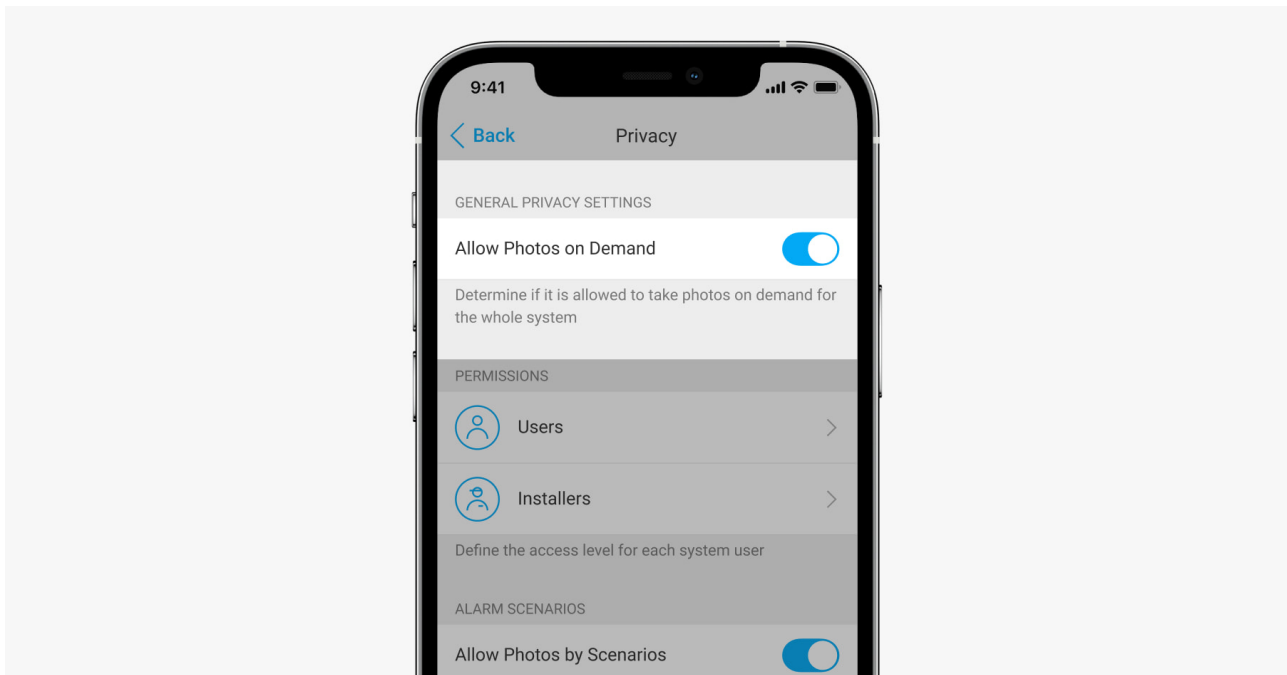 9:41
Back
Privacy
GENERAL PRIVACY SETTINGS
Allow Photos on Demand
Determine if it is allowed to take photos on demand for
the whole system
PERMISSIONS
Users
Installers
Define the access level for each system user
ALARM SCENARIOS
Allow Photos by Scenarios